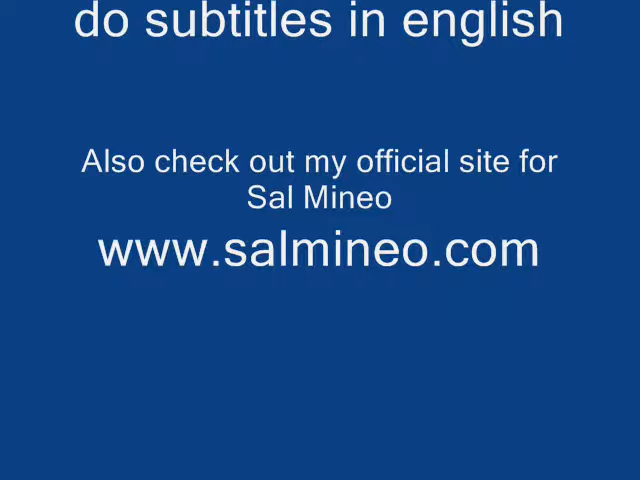 do subtitles in english
Also check out my official site for
Sal Mineo
www.salmineo.com